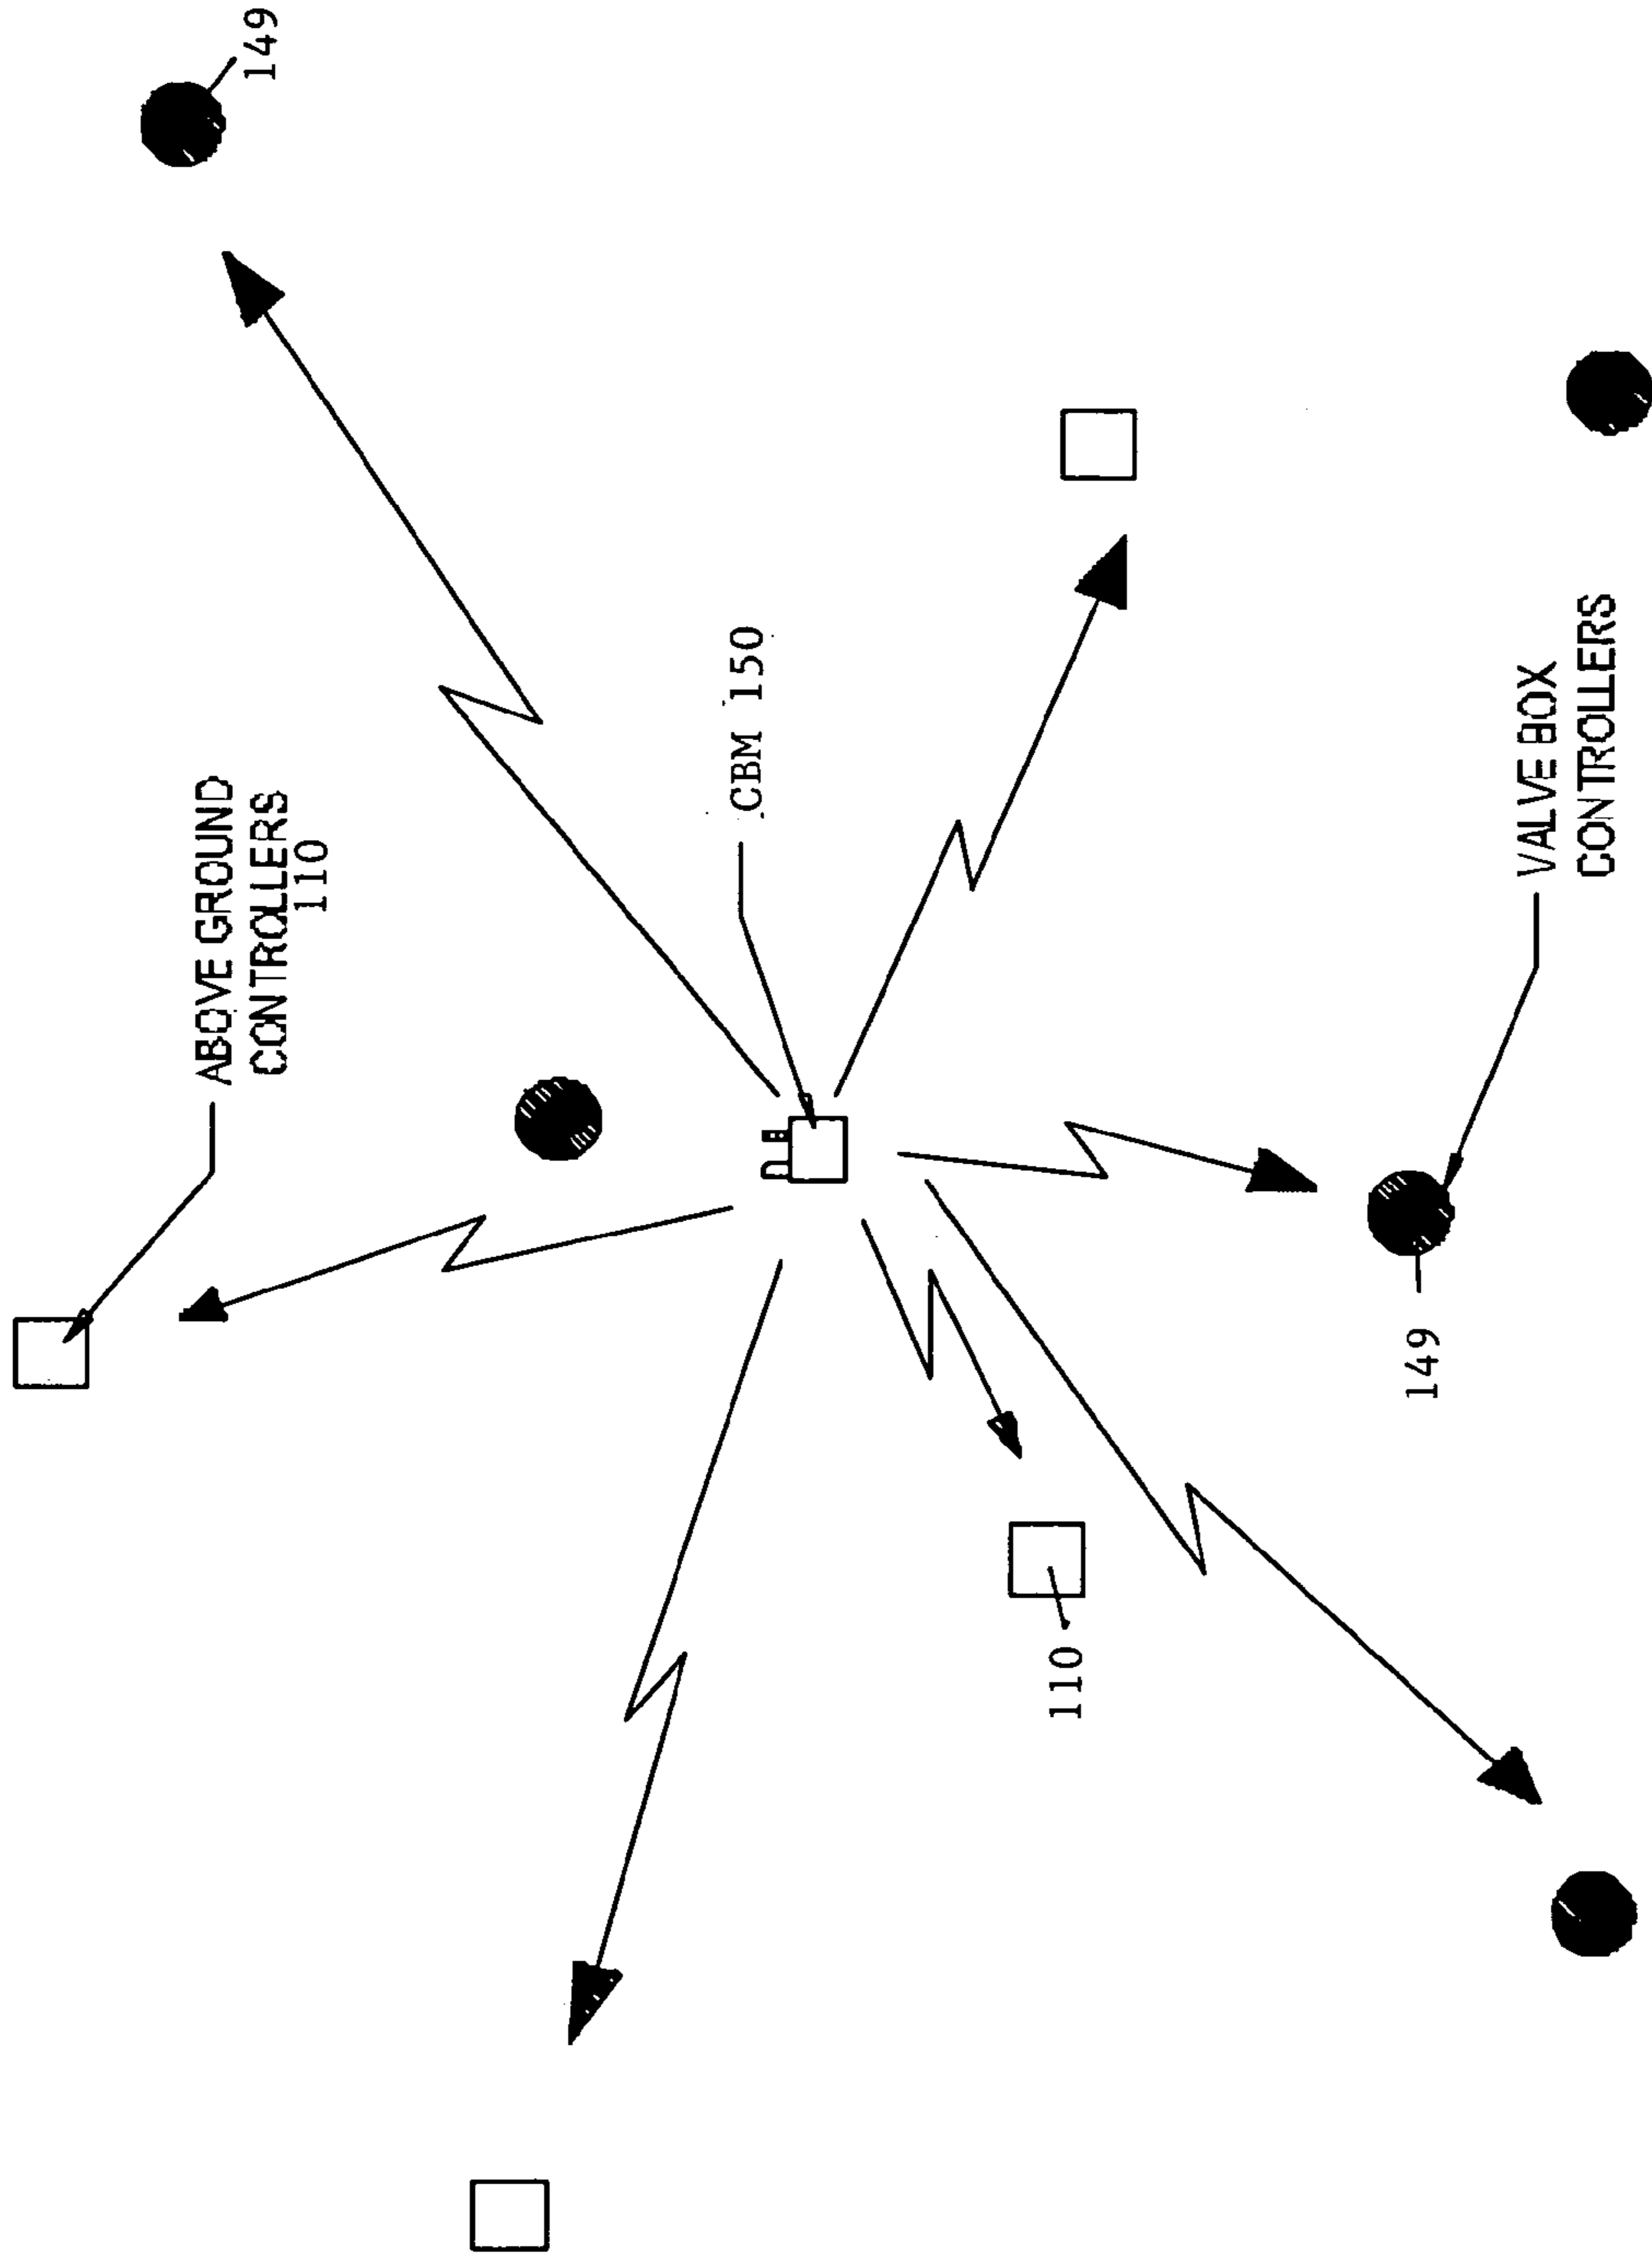 149
ABOVE GROUND
CONTROLLERS
110
CBM 150
VALVE BOX
CONTROLLERS
149
110